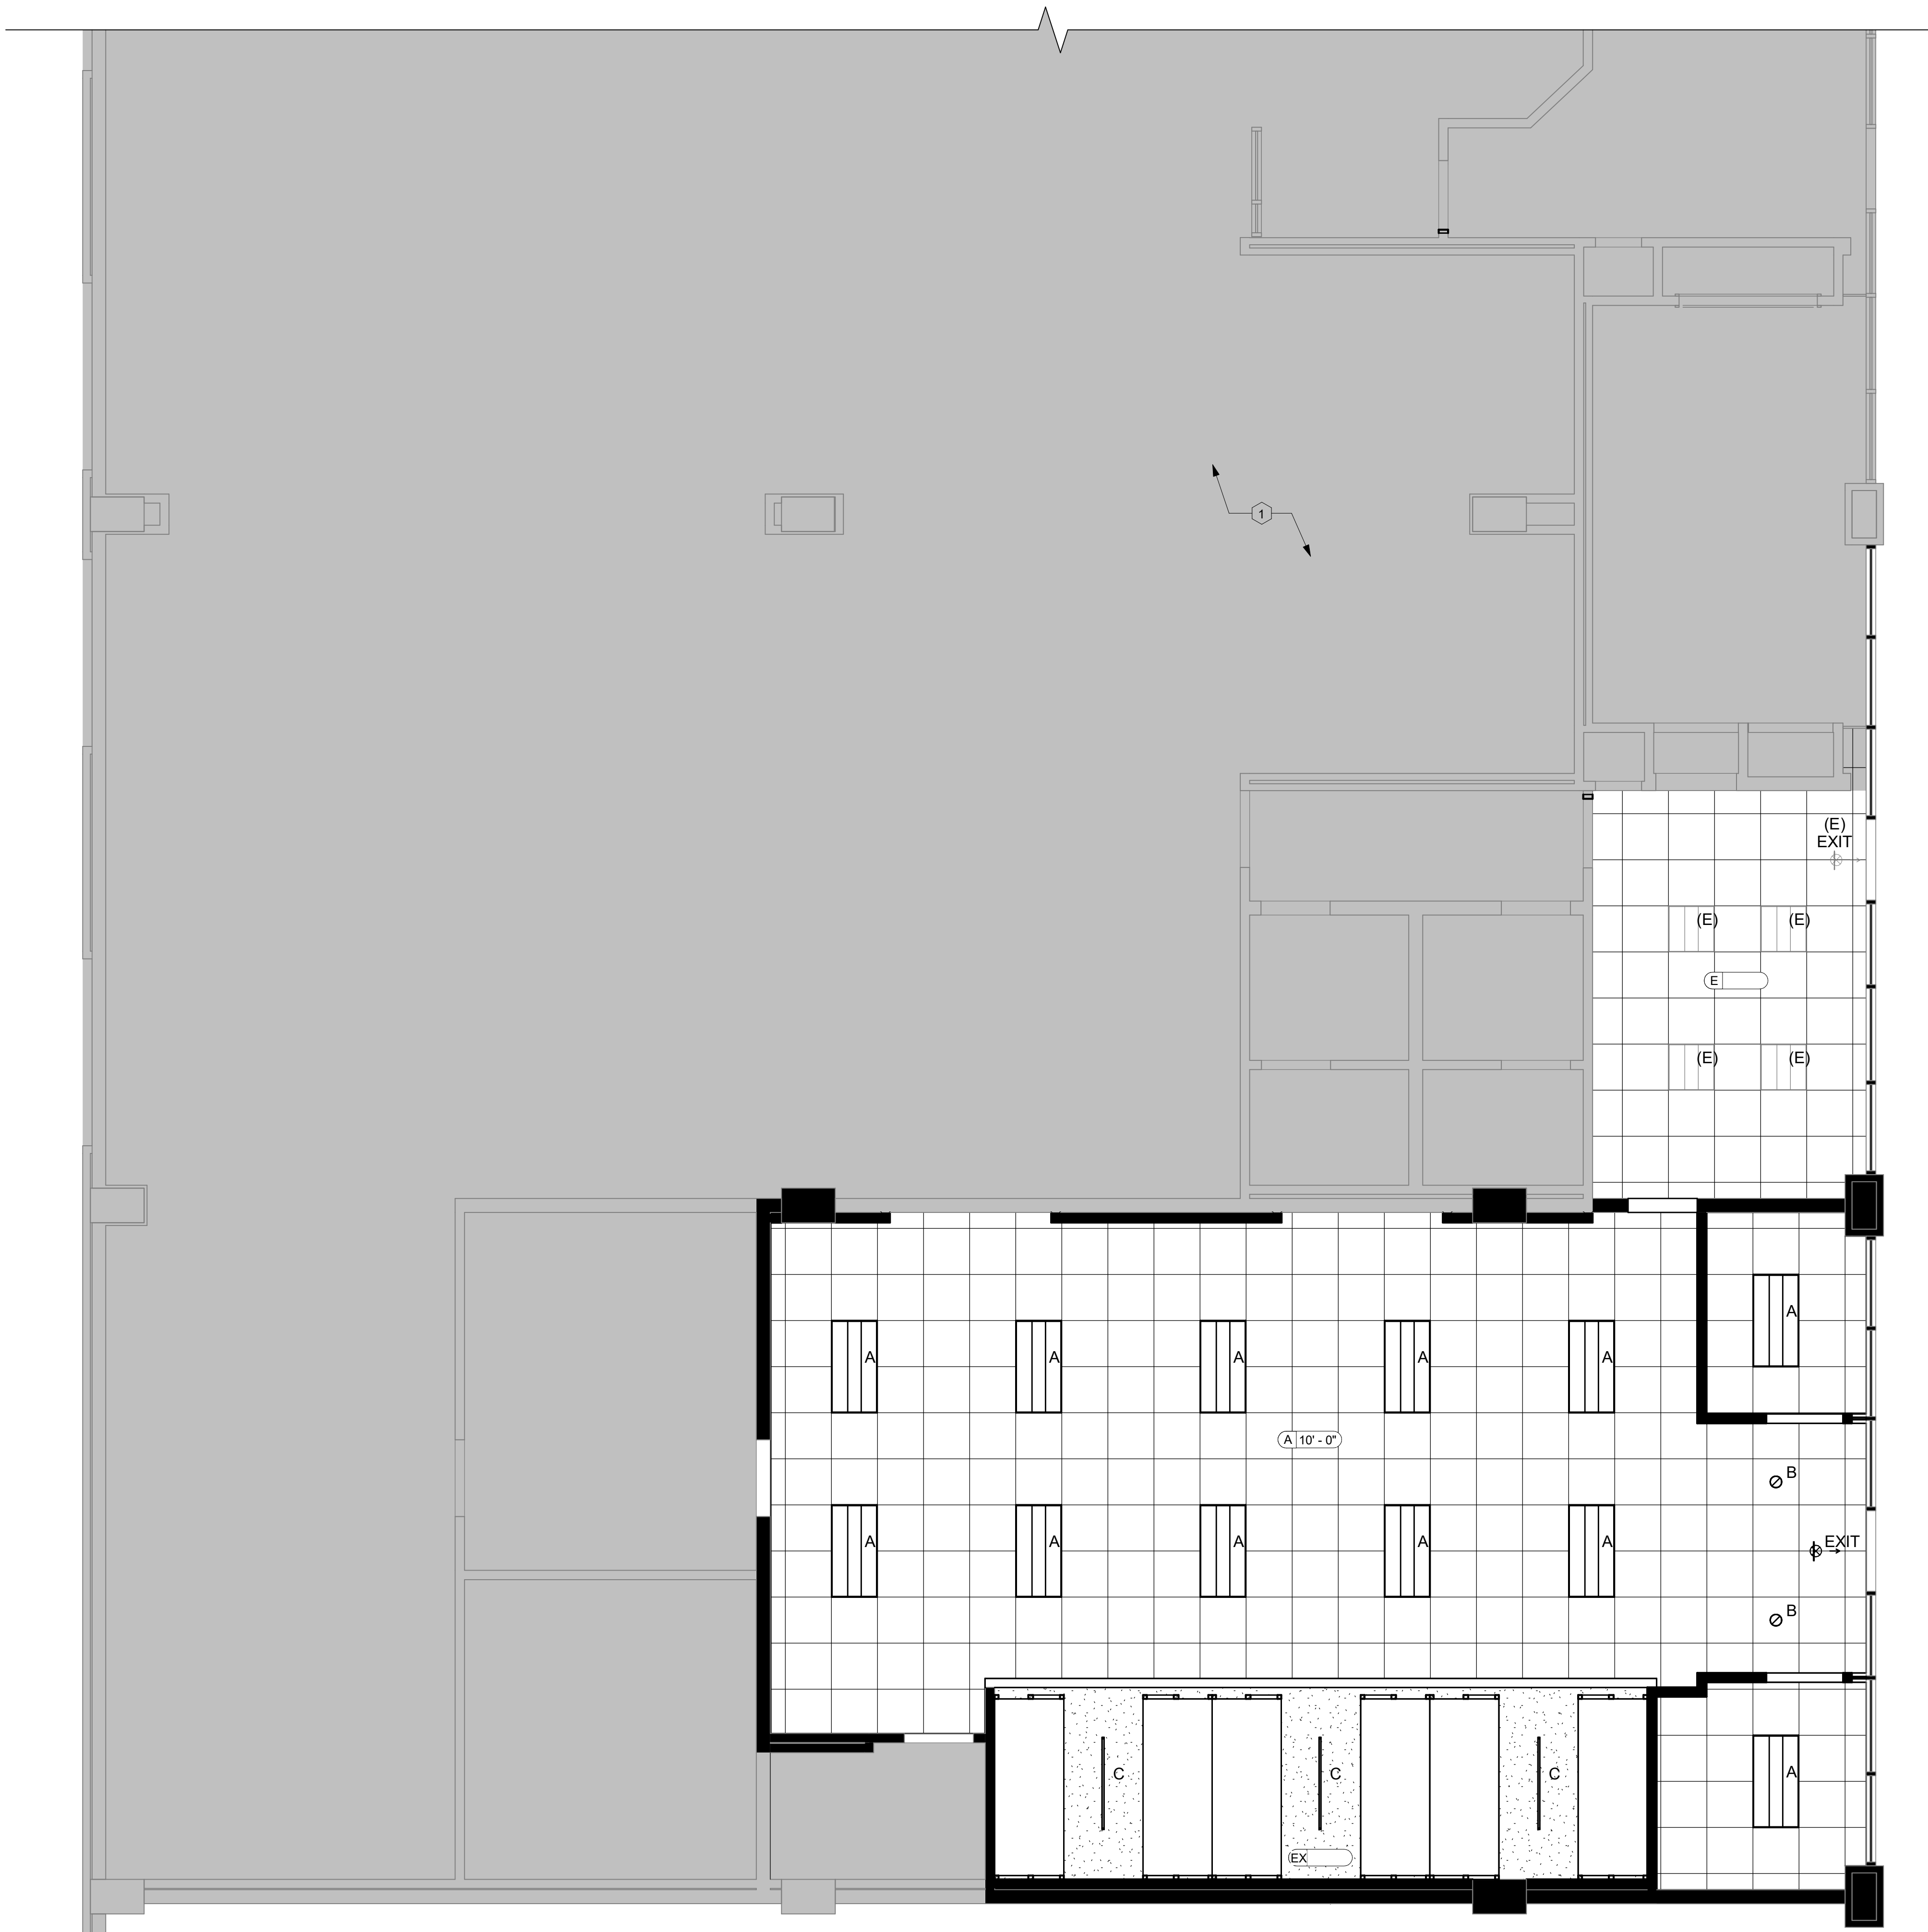 1
(E)
EXIT
(E) (E)
E
(E) (E)
A
A A A A A
A 10' - 0"
B
A A A A A
EXIT
B
C C C A
EX